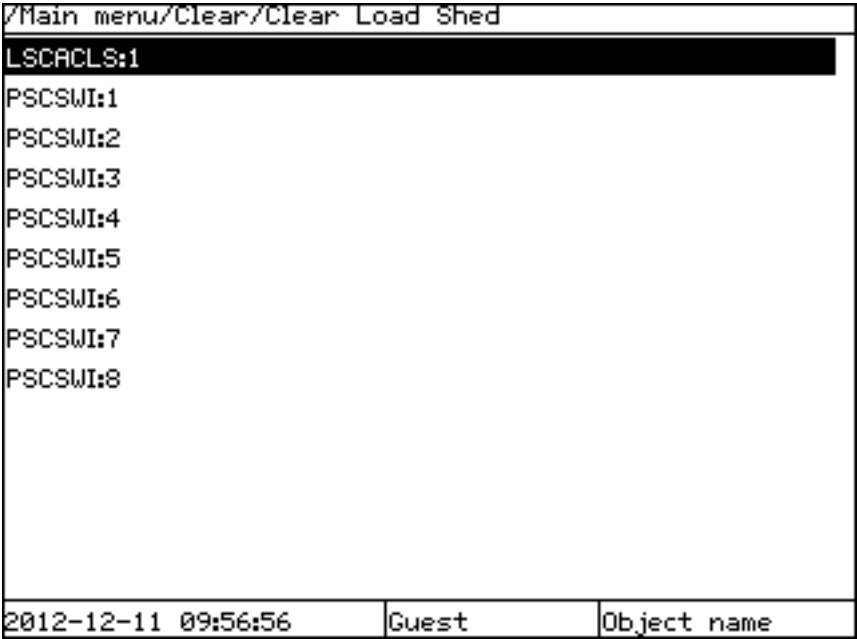 /Main menu/Clear/Clear Load Shed
LSCACLS:1
PSCSWI:1
PSCSWI:2
PSCSWI:3
PSCSWI:4
PSCSWI:5
PSCSWI:6
PSCSWI:7
PSCSWI:8
2012-12-11 09:56:56 Guest Object name